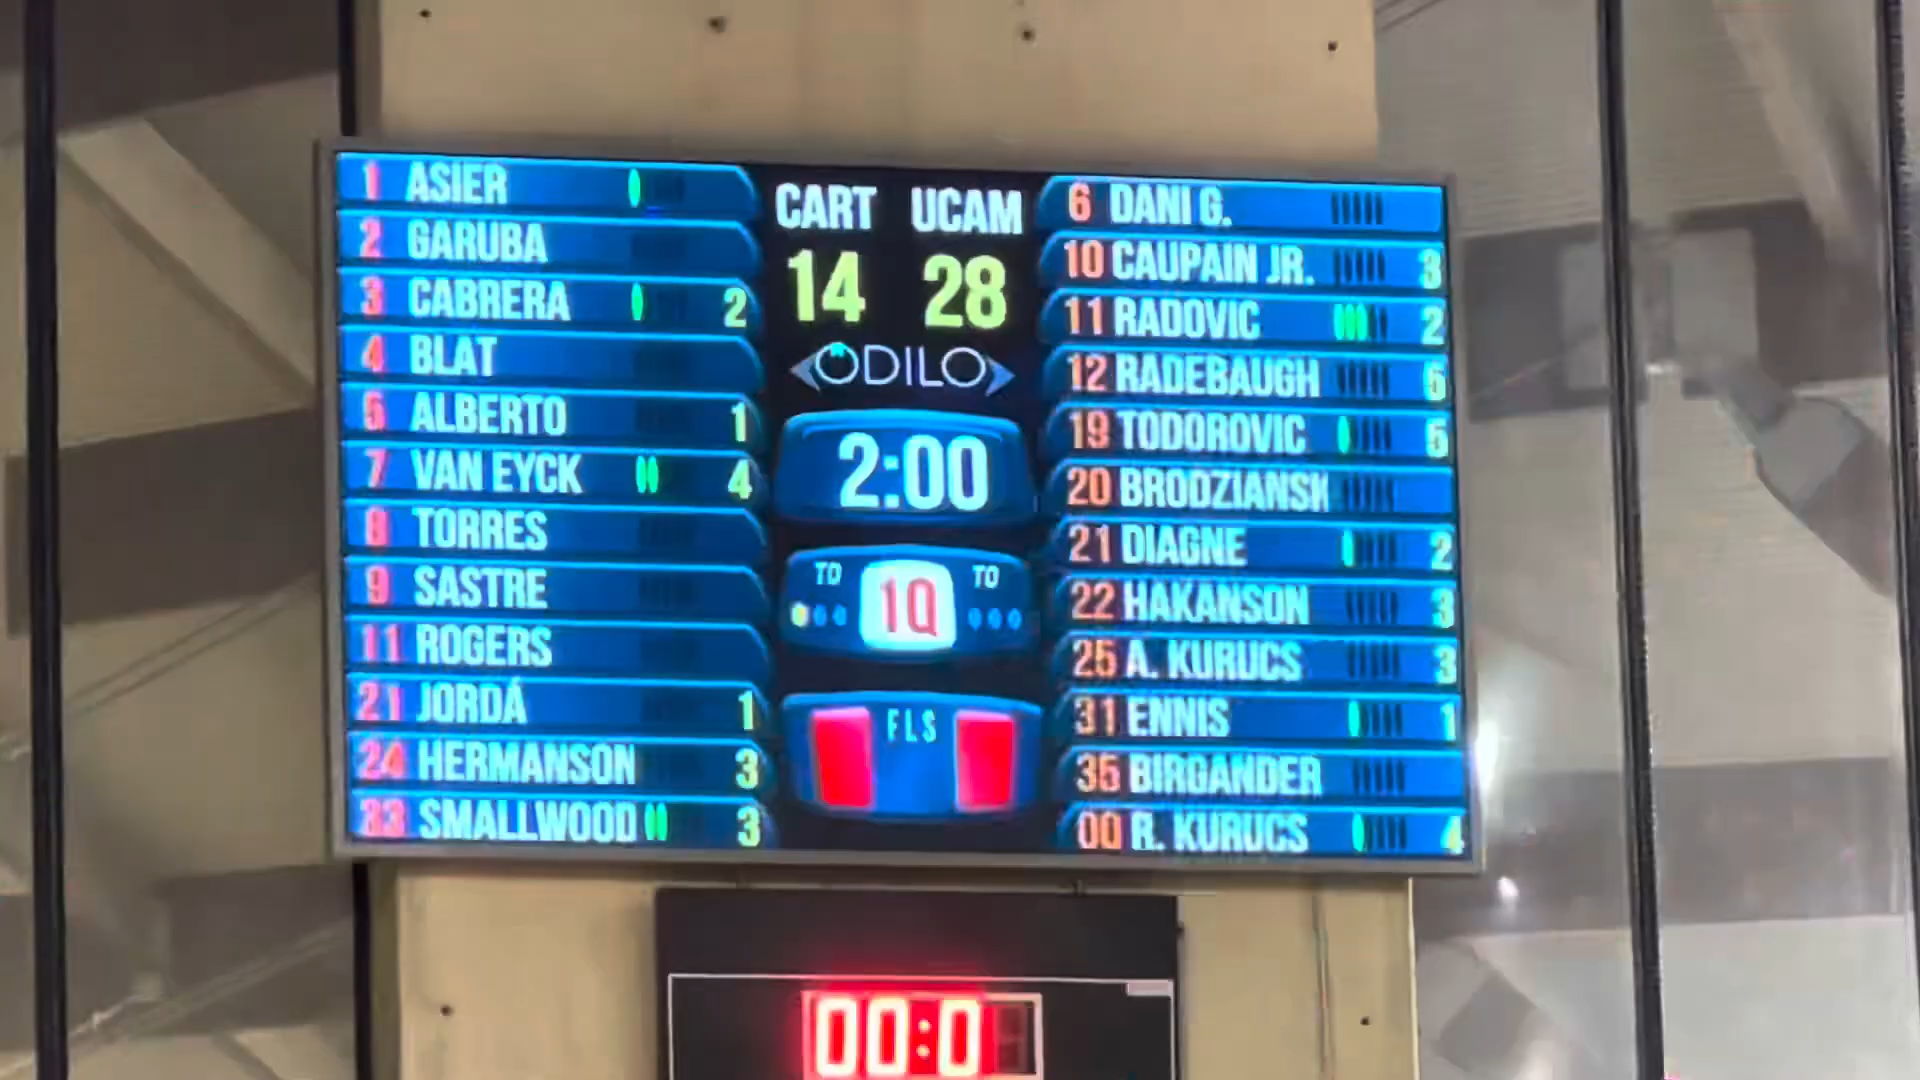 1 ASIER
2 GARUBA
3 CABRERA 2
4 BLAT
5 ALBERTO 1
7 VAN EYCK 4
8 TORRES
9 SASTRE
11 ROGERS
21 JORDÁ 1
24 HERMANSON 3
33 SMALLWOOD 3
CART UCAM
14 28
ODILO
2:00
TO 1Q TO
FLS
6 DANI G.
10 CAUPAIN JR. 3
11 RADOVIC 2
12 RADEBAUGH
19 TODOROVIC 5
20 BRODZIANSK
21 DIAGNE 2
22 HAKANSON 3
25 A. KURUCS 3
31 ENNIS 1
35 BIRGANDER
00 R. KURUCS 4
00:0